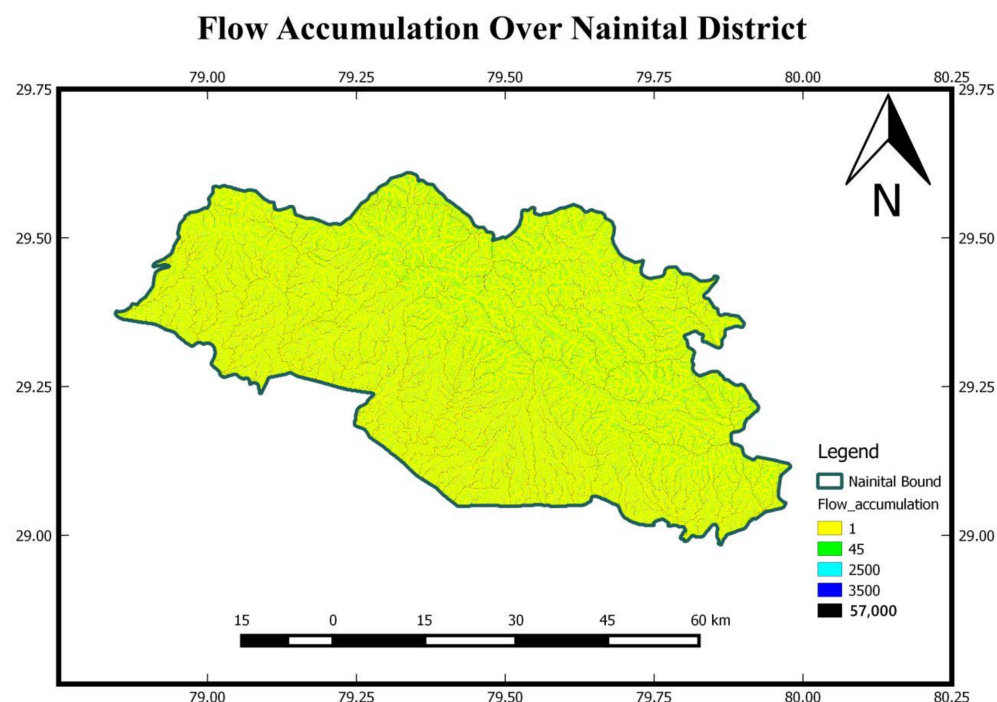 Flow Accumulation Over Nainital District
79.00 79.25 79.50 79.75 80.00 80.25
29.75 29.75
N
29.50 29.50
29.25 29.25
Legend
Nainital Bound
Flow_accumulation
1
45
2500
3500
57,000
29.00 29.00
15 0 15 30 45 60 km
79.00 79.25 79.50 79.75 80.00 80.25